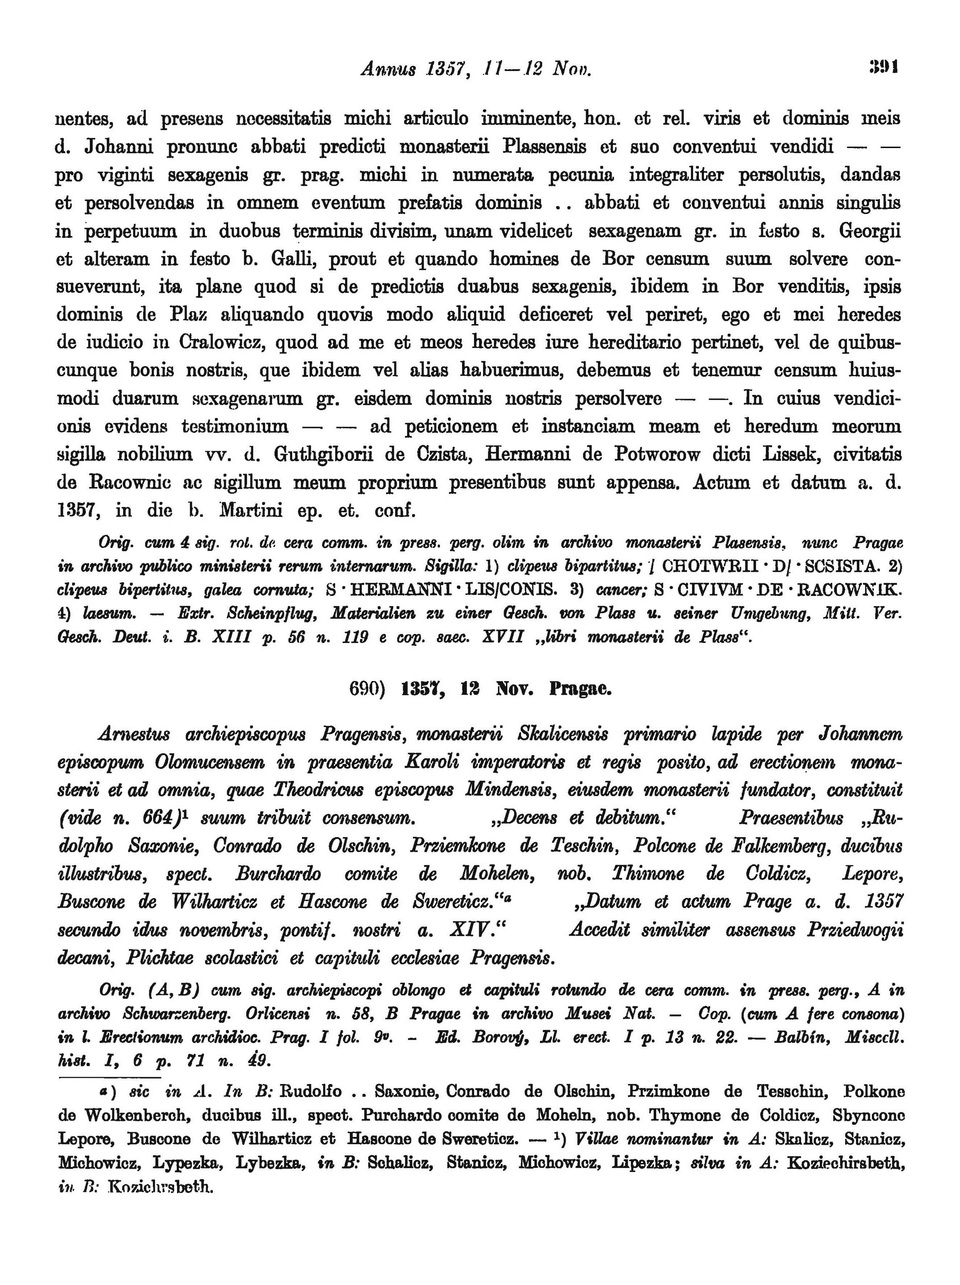 Annus 1357, 11—12 Nov. 391
nentes, ad presens necessitatis michi articulo imminente, hon. et rel. viris et dominis meis
d. Johanni pronunc abbati predicti monasterii Plassensis et suo conventui vendidi — —
pro viginti sexagenis gr. prag. michi in numerata pecunia integraliter persolutis, dandas
et persolvendas in omnem eventum prefatis dominis . . abbati et conventui annis singulis
in perpetuum in duobus terminis divisim, unam videlicet sexagenam gr. in festo s. Georgii
et alteram in festo b. Galli, prout et quando homines de Bor censum suum solvere con-
sueverunt, ita plane quod si de predictis duabus sexagenis, ibidem in Bor venditis, ipsis
dominis de Plaz aliquando quovis modo aliquid deficeret vel periret, ego et mei heredes
de iudicio in Cralowicz, quod ad me et meos heredes iure hereditario pertinet, vel de quibus-
cunque bonis nostris, que ibidem vel alias habuerimus, debemus et tenemur censum huius-
modi duarum sexagenarum gr. eisdem dominis nostris persolvere — —. In cuius vendici-
onis evidens testimonium — — ad peticionem et instanciam meam et heredum meorum
sigilla nobilium vv. d. Guthgiborii de Czista, Hermanni de Potworow dicti Lissek, civitatis
de Racownic ac sigillum meum proprium presentibus sunt appensa. Actum et datum a. d.
1357, in die b. Martini ep. et. conf.
Orig. cum 4 sig. rot. de cera comm. in press. perg. olim in archivo monasterii Plasensis, nunc Pragae
in archivo publico ministerii rerum internarum. Sigilla: 1) clipeus bipartitus; / CHOTWRII · D/ · SCSISTA. 2)
clipeus bipertitus, galea cornuta; S · HERMANNI · LIS/CONIS. 3) cancer; S · CIVIVM · DE · RACOWNIK.
4) laesum. — Extr. Scheinpflug, Materialien zu einer Gesch. von Plass u. seiner Umgebung, Mitt. Ver.
Gesch. Deut. i. B. XIII p. 56 n. 119 e cop. saec. XVII „libri monasterii de Plass“.
690) 1357, 12 Nov. Pragae.
Arnestus archiepiscopus Pragensis, monasterii Skalicensis primario lapide per Johannem
episcopum Olomucensem in praesentia Karoli imperatoris et regis posito, ad erectionem mona-
sterii et ad omnia, quae Theodricus episcopus Mindensis, eiusdem monasterii fundator, constituit
(vide n. 664)¹ suum tribuit consensum. „Decens et debitum.“ Praesentibus „Ru-
dolpho Saxonie, Conrado de Olschin, Prziemkone de Teschin, Polcone de Falkemberg, ducibus
illustribus, spect. Burchardo comite de Mohelen, nob. Thimone de Coldicz, Lepore,
Buscone de Wilharticz et Hascone de Swereticz.“ᵃ „Datum et actum Prage a. d. 1357
secundo idus novembris, pontif. nostri a. XIV.“ Accedit similiter assensus Prziedwogii
decani, Plichtae scolastici et capituli ecclesiae Pragensis.
Orig. (A, B) cum sig. archiepiscopi oblongo et capituli rotundo de cera comm. in press. perg., A in
archivo Schwarzenberg. Orlicensi n. 58, B Pragae in archivo Musei Nat. — Cop. (cum A fere consona)
in l. Erectionum archidioc. Prag. I fol. 9ᵛ. - Ed. Borový, Ll. erect. I p. 13 n. 22. — Balbín, Miscell.
hist. I, 6 p. 71 n. 49.
ᵃ) sic in A. In B: Rudolfo . . Saxonie, Conrado de Olschin, Przimkone de Tesschin, Polkone
de Wolkenberch, ducibus ill., spect. Purchardo comite de Moheln, nob. Thymone de Coldicz, Sbyncone
Lepore, Buscone de Wilharticz et Hascone de Swereticz. — ¹) Villae nominantur in A: Skalicz, Stanicz,
Michowicz, Lypezka, Lybezka, in B: Schalicz, Stanicz, Michowicz, Lipezka; silva in A: Koziechirsbeth,
in B: Kozichrsbeth.